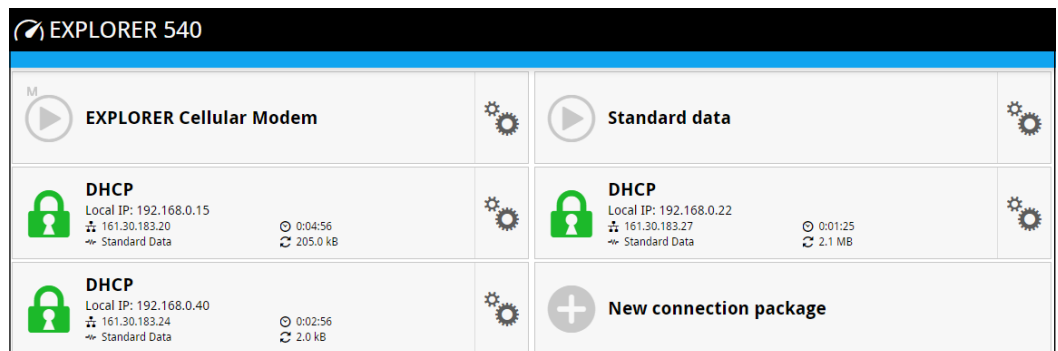 EXPLORER 540
M
EXPLORER Cellular Modem
Standard data
DHCP
Local IP: 192.168.0.15
161.30.183.20
0:04:56
Standard Data
205.0 kB
DHCP
Local IP: 192.168.0.22
161.30.183.27
0:01:25
Standard Data
2.1 MB
DHCP
Local IP: 192.168.0.40
161.30.183.24
0:02:56
Standard Data
2.0 kB
New connection package